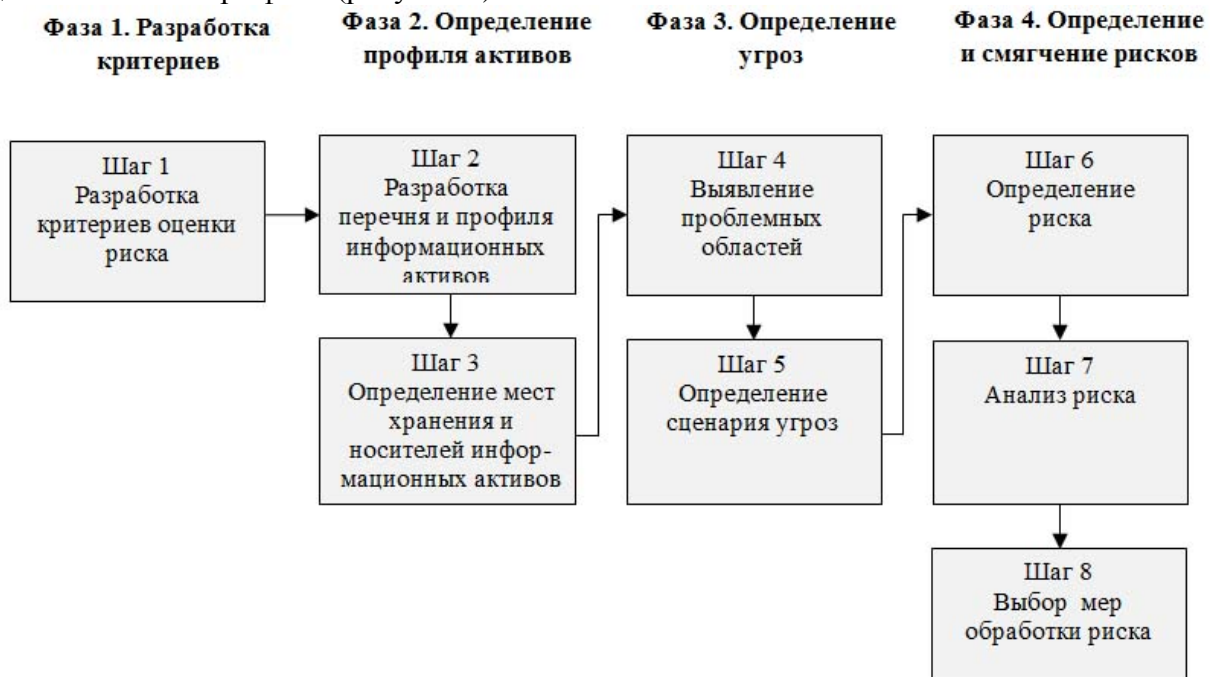 Фаза 1. Разработка
критериев
Фаза 2. Определение
профиля активов
Фаза 3. Определение
угроз
Фаза 4. Определение
и смягчение рисков
Шаг 1
Разработка
критериев оценки
риска
Шаг 2
Разработка
перечня и профиля
информационных
активов
Шаг 3
Определение мест
хранения и
носителей инфор-
мационных активов
Шаг 4
Выявление
проблемных
областей
Шаг 5
Определение
сценария угроз
Шаг 6
Определение
риска
Шаг 7
Анализ риска
Шаг 8
Выбор мер
обработки риска